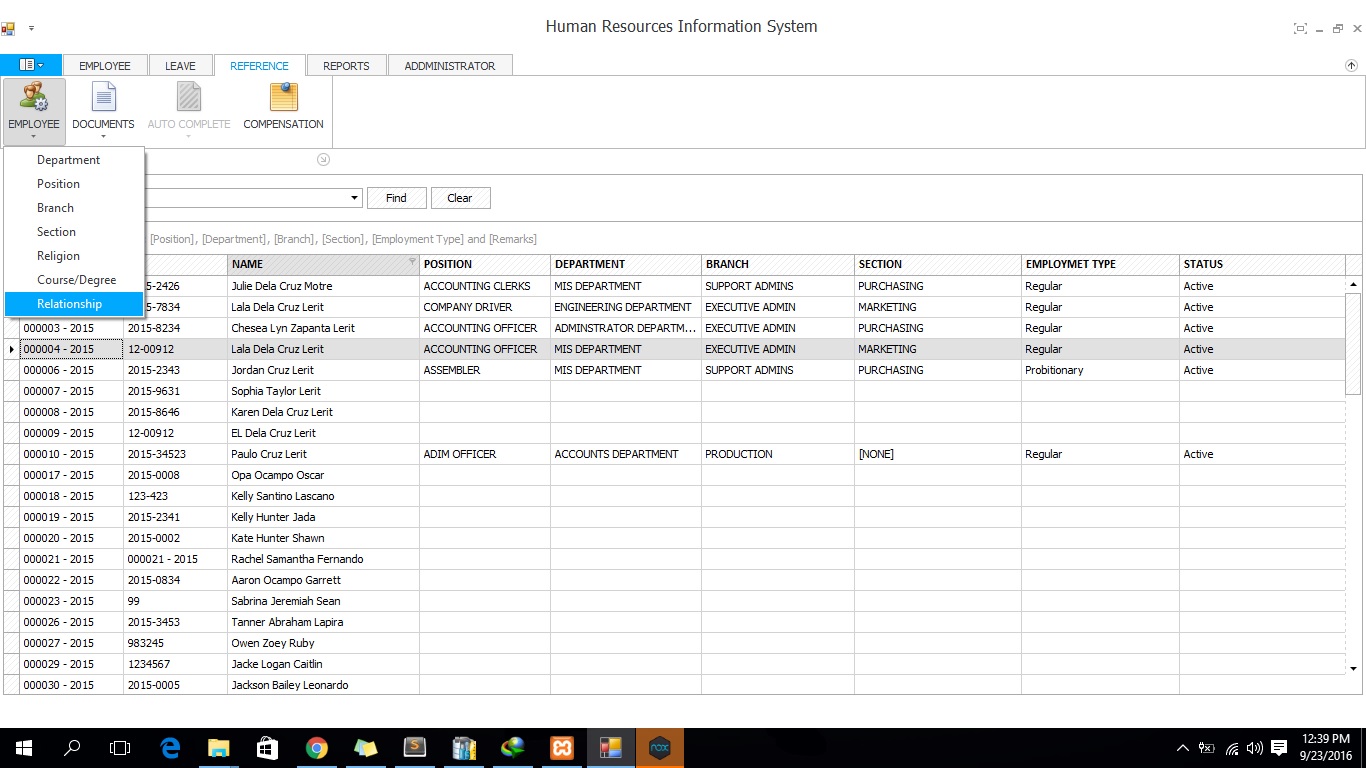 Human Resources Information System
EMPLOYEE LEAVE REFERENCE REPORTS ADDMINISTRATOR
EMPLOYEE DOCUMENTS AUTO COMPLETE COMPENSATION
Department
Position
Branch
Section
Religion
Course/Degree
Relationship
Find Clear
[Position], [Department], [Branch], [Section], [Employment Type] and [Remarks]
NAME POSITION DEPARTMENT BRANCH SECTION EMPLOYMET TYPE STATUS
5-2426 Julie Dela Cruz Motre ACCOUNTING CLERKS MIS DEPARTMENT SUPPORT ADMINS PURCHASING Regular Active
5-7834 Lala Dela Cruz Lerit COMPANY DRIVER ENGINEERING DEPARTMENT EXECUTIVE ADMIN MARKETING Regular Active
000003 - 2015 2015-8234 Chesea Lyn Zapanta Lerit ACCOUNTING OFFICER ADMINSTRATOR DEPARTM... EXECUTIVE ADMIN PURCHASING Regular Active
000004 - 2015 12-00912 Lala Dela Cruz Lerit ACCOUNTING OFFICER MIS DEPARTMENT EXECUTIVE ADMIN MARKETING Regular Active
000006 - 2015 2015-2343 Jordan Cruz Lerit ASSEMBLER MIS DEPARTMENT SUPPORT ADMINS PURCHASING Probitionary Active
000007 - 2015 2015-9631 Sophia Taylor Lerit
000008 - 2015 2015-8646 Karen Dela Cruz Lerit
000009 - 2015 12-00912 EL Dela Cruz Lerit
000010 - 2015 2015-34523 Paulo Cruz Lerit ADIM OFFICER ACCOUNTS DEPARTMENT PRODUCTION [NONE] Regular Active
000017 - 2015 2015-0008 Opa Ocampo Oscar
000018 - 2015 123-423 Kelly Santino Lascano
000019 - 2015 2015-2341 Kelly Hunter Jada
000020 - 2015 2015-0002 Kate Hunter Shawn
000021 - 2015 000021 - 2015 Rachel Samantha Fernando
000022 - 2015 2015-0834 Aaron Ocampo Garrett
000023 - 2015 99 Sabrina Jeremiah Sean
000026 - 2015 2015-3453 Tanner Abraham Lapira
000027 - 2015 983245 Owen Zoey Ruby
000029 - 2015 1234567 Jacke Logan Caitlin
000030 - 2015 2015-0005 Jackson Bailey Leonardo
nox
12:39 PM
9/23/2016